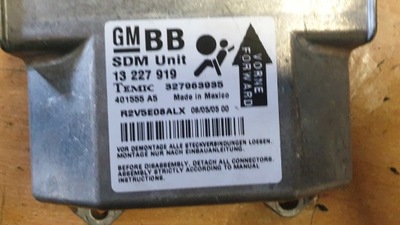 GM BB
SDM Unit
13 227 919
TEMIC 327963935
401555 A5 Made in Mexico
R2V5E08ALX 08/05/05 00
VORNE
FORWARD
VOR DEMONTAGE ALLE STECKVERBINDUNGEN LOESEN.
MONTAGE NUR NACH EINBAUANLEITUNG.
BEFORE DISASSEMBLY, DETACH ALL CONNECTORS.
ASSEMBLY STRICTLY ACCORDING TO MANUAL
INSTRUCTIONS.